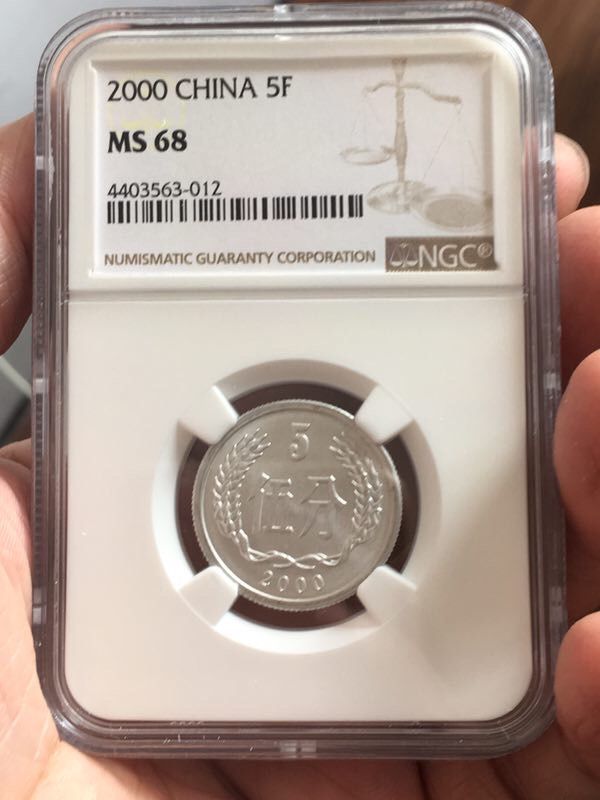 2000 CHINA 5F
MS 68
4403563-012
NUMISMATIC GUARANTY CORPORATION NGC®
5
伍分
2000